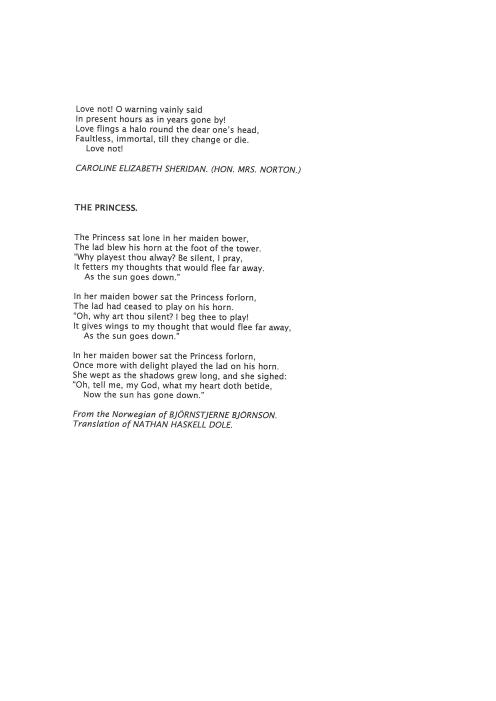 Love not! O warning vainly said
In present hours as in years gone by!
Love flings a halo round the dear one's head,
Faultless, immortal, till they change or die.
Love not!
CAROLINE ELIZABETH SHERIDAN. (HON. MRS. NORTON.)
THE PRINCESS.
The Princess sat lone in her maiden bower,
The lad blew his horn at the foot of the tower.
"Why playest thou alway? Be silent, I pray,
It fetters my thoughts that would flee far away.
As the sun goes down."
In her maiden bower sat the Princess forlorn,
The lad had ceased to play on his horn.
"Oh, why art thou silent? I beg thee to play!
It gives wings to my thought that would flee far away,
As the sun goes down."
In her maiden bower sat the Princess forlorn,
Once more with delight played the lad on his horn.
She wept as the shadows grew long, and she sighed:
"Oh, tell me, my God, what my heart doth betide,
Now the sun has gone down."
From the Norwegian of BJÖRNSTJERNE BJÖRNSON.
Translation of NATHAN HASKELL DOLE.